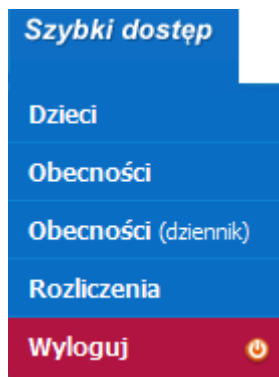 Szybki dostęp
Dzieci
Obecności
Obecności (dziennik)
Rozliczenia
Wyloguj